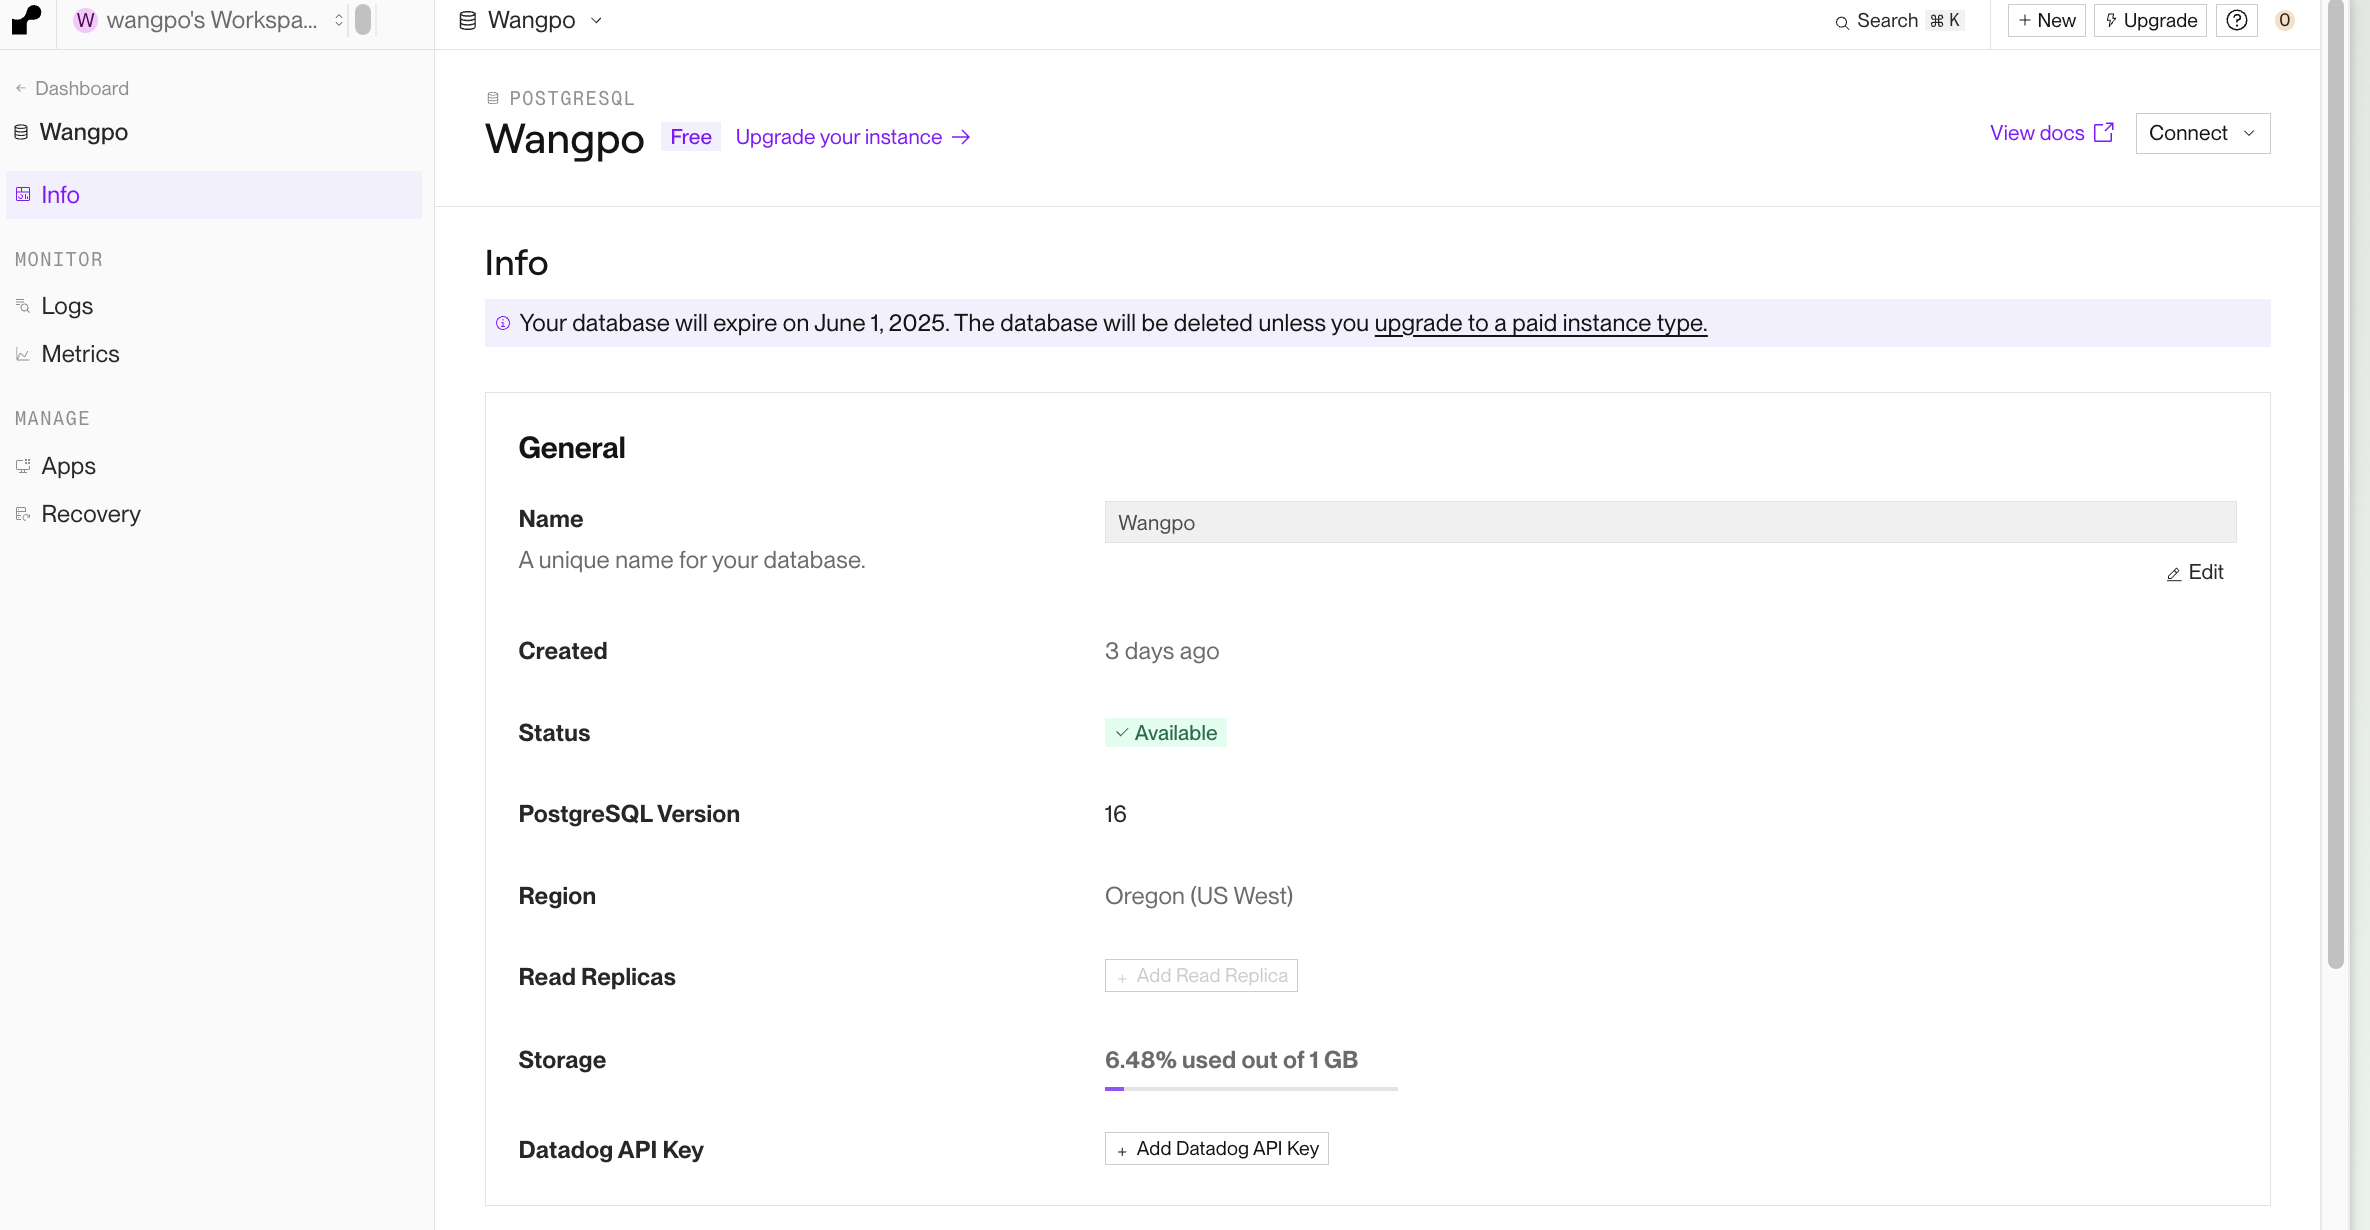 W wangpo's Workspa...
Wangpo
Search ⌘ K
+ New
Upgrade
?
0
← Dashboard
Wangpo
Info
MONITOR
Logs
Metrics
MANAGE
Apps
Recovery
POSTGRESQL
Wangpo Free Upgrade your instance →
View docs
Connect
Info
Your database will expire on June 1, 2025. The database will be deleted unless you upgrade to a paid instance type.
General
Name
Wangpo
A unique name for your database.
Edit
Created
3 days ago
Status
✓ Available
PostgreSQL Version
16
Region
Oregon (US West)
Read Replicas
+ Add Read Replica
Storage
6.48% used out of 1 GB
Datadog API Key
+ Add Datadog API Key